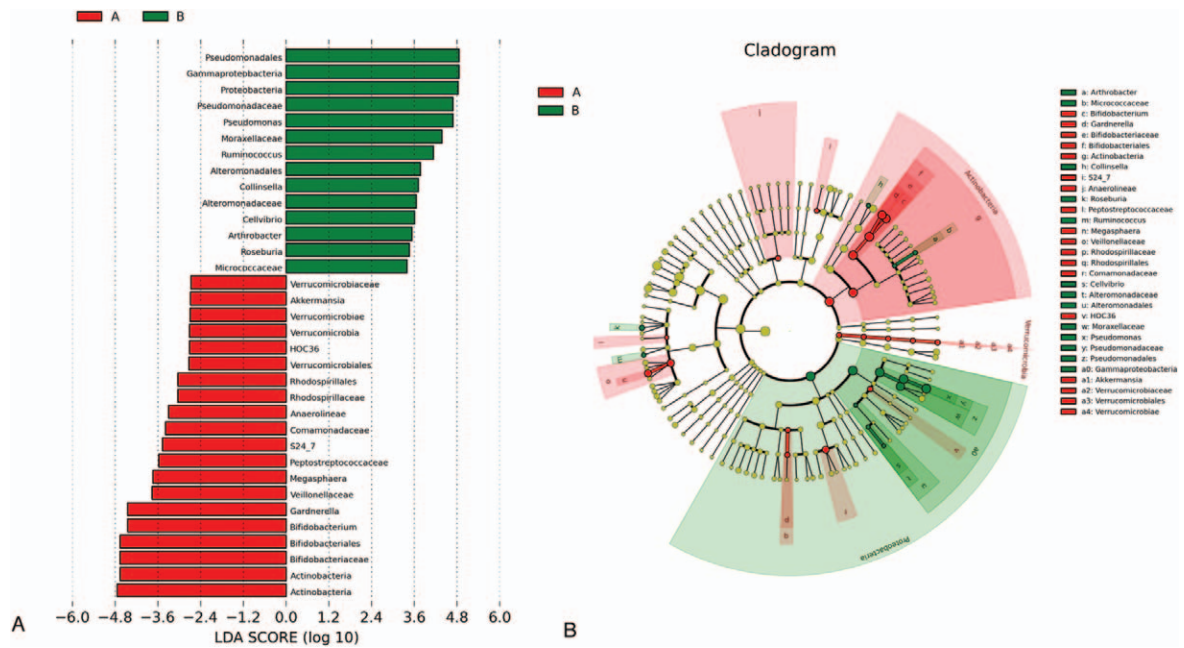 A
B
Pseudomonadales
Gammaproteobacteria
Proteobacteria
Pseudomonadaceae
Pseudomonas
Moraxellaceae
Ruminococcus
Alteromonadales
Collinsella
Alteromonadaceae
Cellvibrio
Arthrobacter
Roseburia
Micrococcaceae
Verrucomicrobiaceae
Akkermansia
Verrucomicrobiae
Verrucomicrobia
HOC36
Verrucomicrobiales
Rhodospirillales
Rhodospirillaceae
Anaerolineae
Comamonadaceae
S24_7
Peptostreptococcaceae
Megasphaera
Veillonellaceae
Gardnerella
Bifidobacterium
Bifidobacteriales
Bifidobacteriaceae
Actinobacteria
Actinobacteria
−6.0 −4.8 −3.6 −2.4 −1.2 0.0 1.2 2.4 3.6 4.8 6.0
LDA SCORE (log 10)
A
Cladogram
A
B
Actinobacteria
Verrucomicrobia
Proteobacteria
a: Arthrobacter
b: Micrococcaceae
c: Bifidobacterium
d: Gardnerella
e: Bifidobacteriaceae
f: Bifidobacteriales
g: Actinobacteria
h: Collinsella
i: S24_7
j: Anaerolineae
k: Roseburia
l: Peptostreptococcaceae
m: Ruminococcus
n: Megasphaera
o: Veillonellaceae
p: Rhodospirillaceae
q: Rhodospirillales
r: Comamonadaceae
s: Cellvibrio
t: Alteromonadaceae
u: Alteromonadales
v: HOC36
w: Moraxellaceae
x: Pseudomonas
y: Pseudomonadaceae
z: Pseudomonadales
a0: Gammaproteobacteria
a1: Akkermansia
a2: Verrucomicrobiaceae
a3: Verrucomicrobiales
a4: Verrucomicrobiae
B